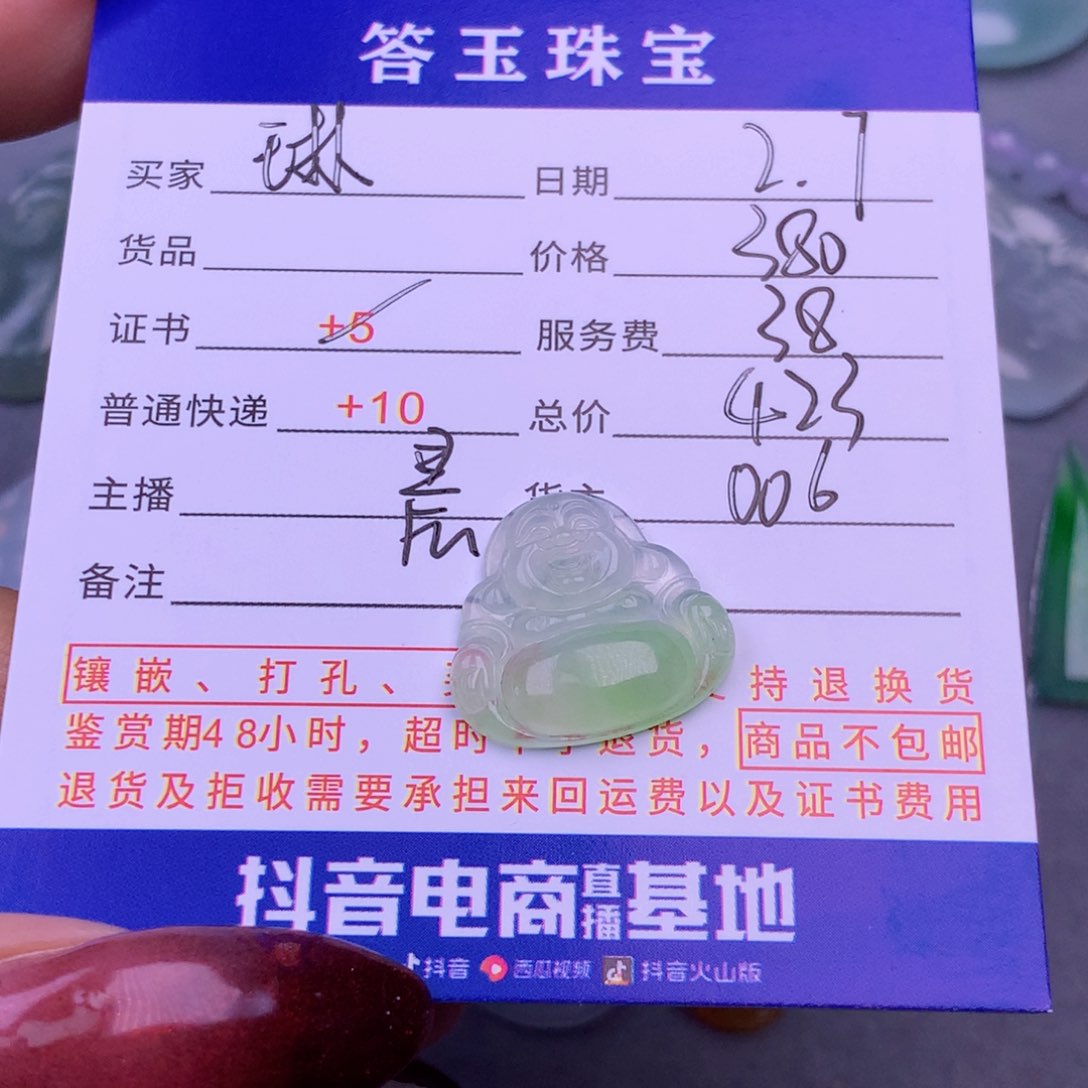 答玉珠宝
买家 琳 日期 2.7
货品 价格 380
证书 +5 服务费 38
普通快递 +10 总价 423
主播 货主 006
备注
镶嵌、打孔、 持退换货
鉴赏期48小时，超时不予退货，商品不包邮
退货及拒收需要承担来回运费以及证书费用
抖音电商直播基地
抖音 西瓜视频 抖音火山版